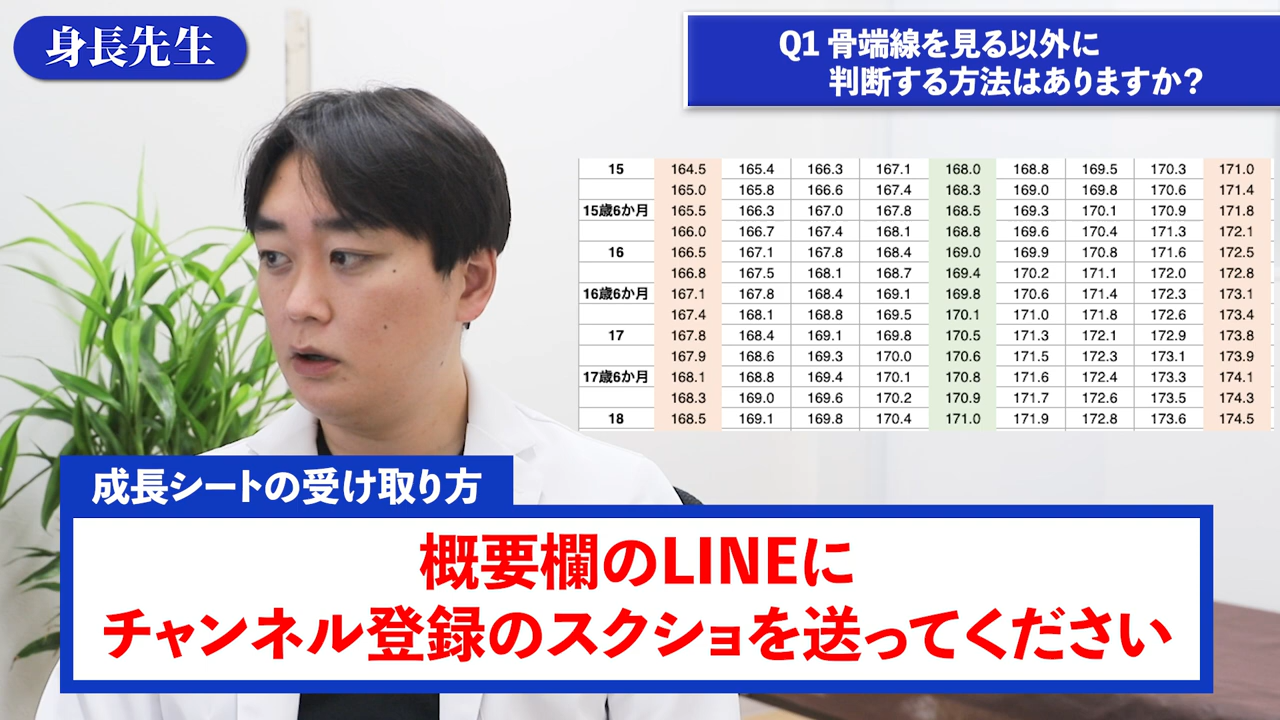 身長先生
Q1 骨端線を見る以外に
判断する方法はありますか?
15 164.5 165.4 166.3 167.1 168.0 168.8 169.5 170.3 171.0
165.0 165.8 166.6 167.4 168.3 169.0 169.8 170.6 171.4
15歳6か月 165.5 166.3 167.0 167.8 168.5 169.3 170.1 170.9 171.8
166.0 166.7 167.4 168.1 168.8 169.6 170.4 171.3 172.1
16 166.5 167.1 167.8 168.4 169.0 169.9 170.8 171.6 172.5
166.8 167.5 168.1 168.7 169.4 170.2 171.1 172.0 172.8
16歳6か月 167.1 167.8 168.4 169.1 169.8 170.6 171.4 172.3 173.1
167.4 168.1 168.8 169.5 170.1 171.0 171.8 172.6 173.4
17 167.8 168.4 169.1 169.8 170.5 171.3 172.1 172.9 173.8
167.9 168.6 169.3 170.0 170.6 171.5 172.3 173.1 173.9
17歳6か月 168.1 168.8 169.4 170.1 170.8 171.6 172.4 173.3 174.1
168.3 169.0 169.6 170.2 170.9 171.7 172.6 173.5 174.3
18 168.5 169.1 169.8 170.4 171.0 171.9 172.8 173.6 174.5
成長シートの受け取り方
概要欄のLINEに
チャンネル登録のスクショを送ってください